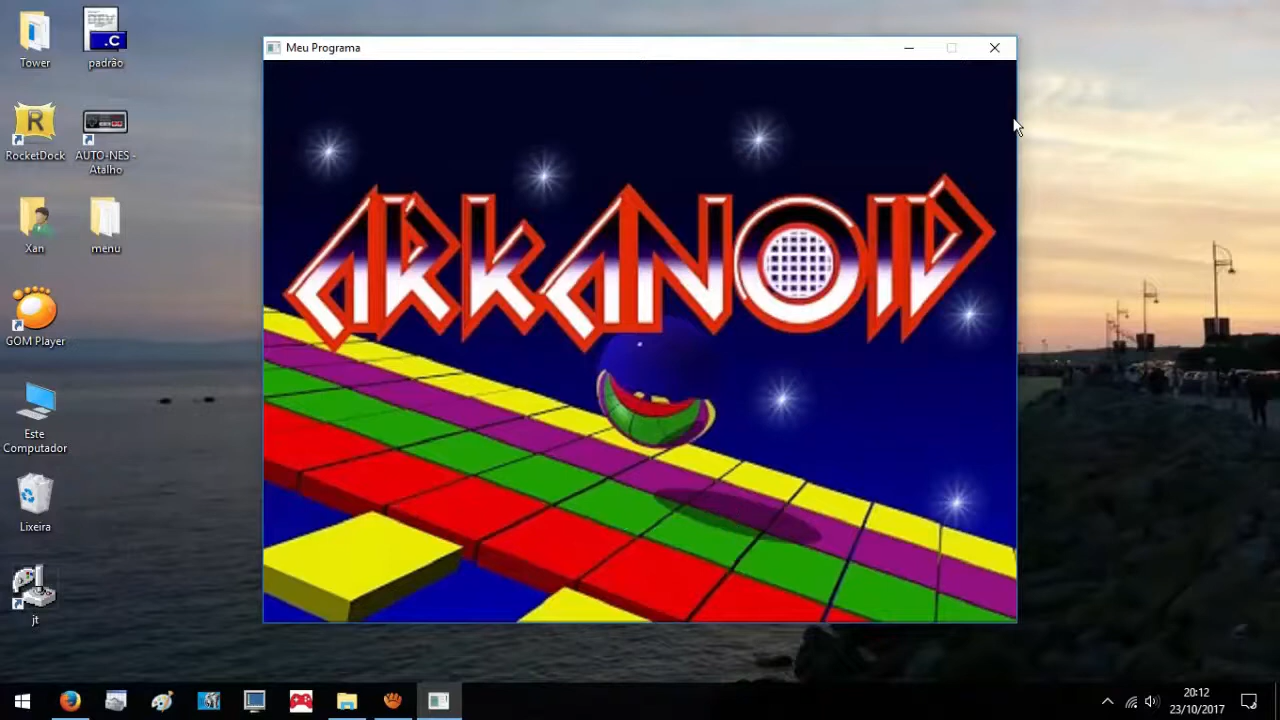 Tower
DEV
.C
padrão
Meu Programa
R
RocketDock
AUTO-NES -
Atalho
ARKANOID
Xan
menu
GOM Player
Este
Computador
Lixeira
jt
20:12
23/10/2017